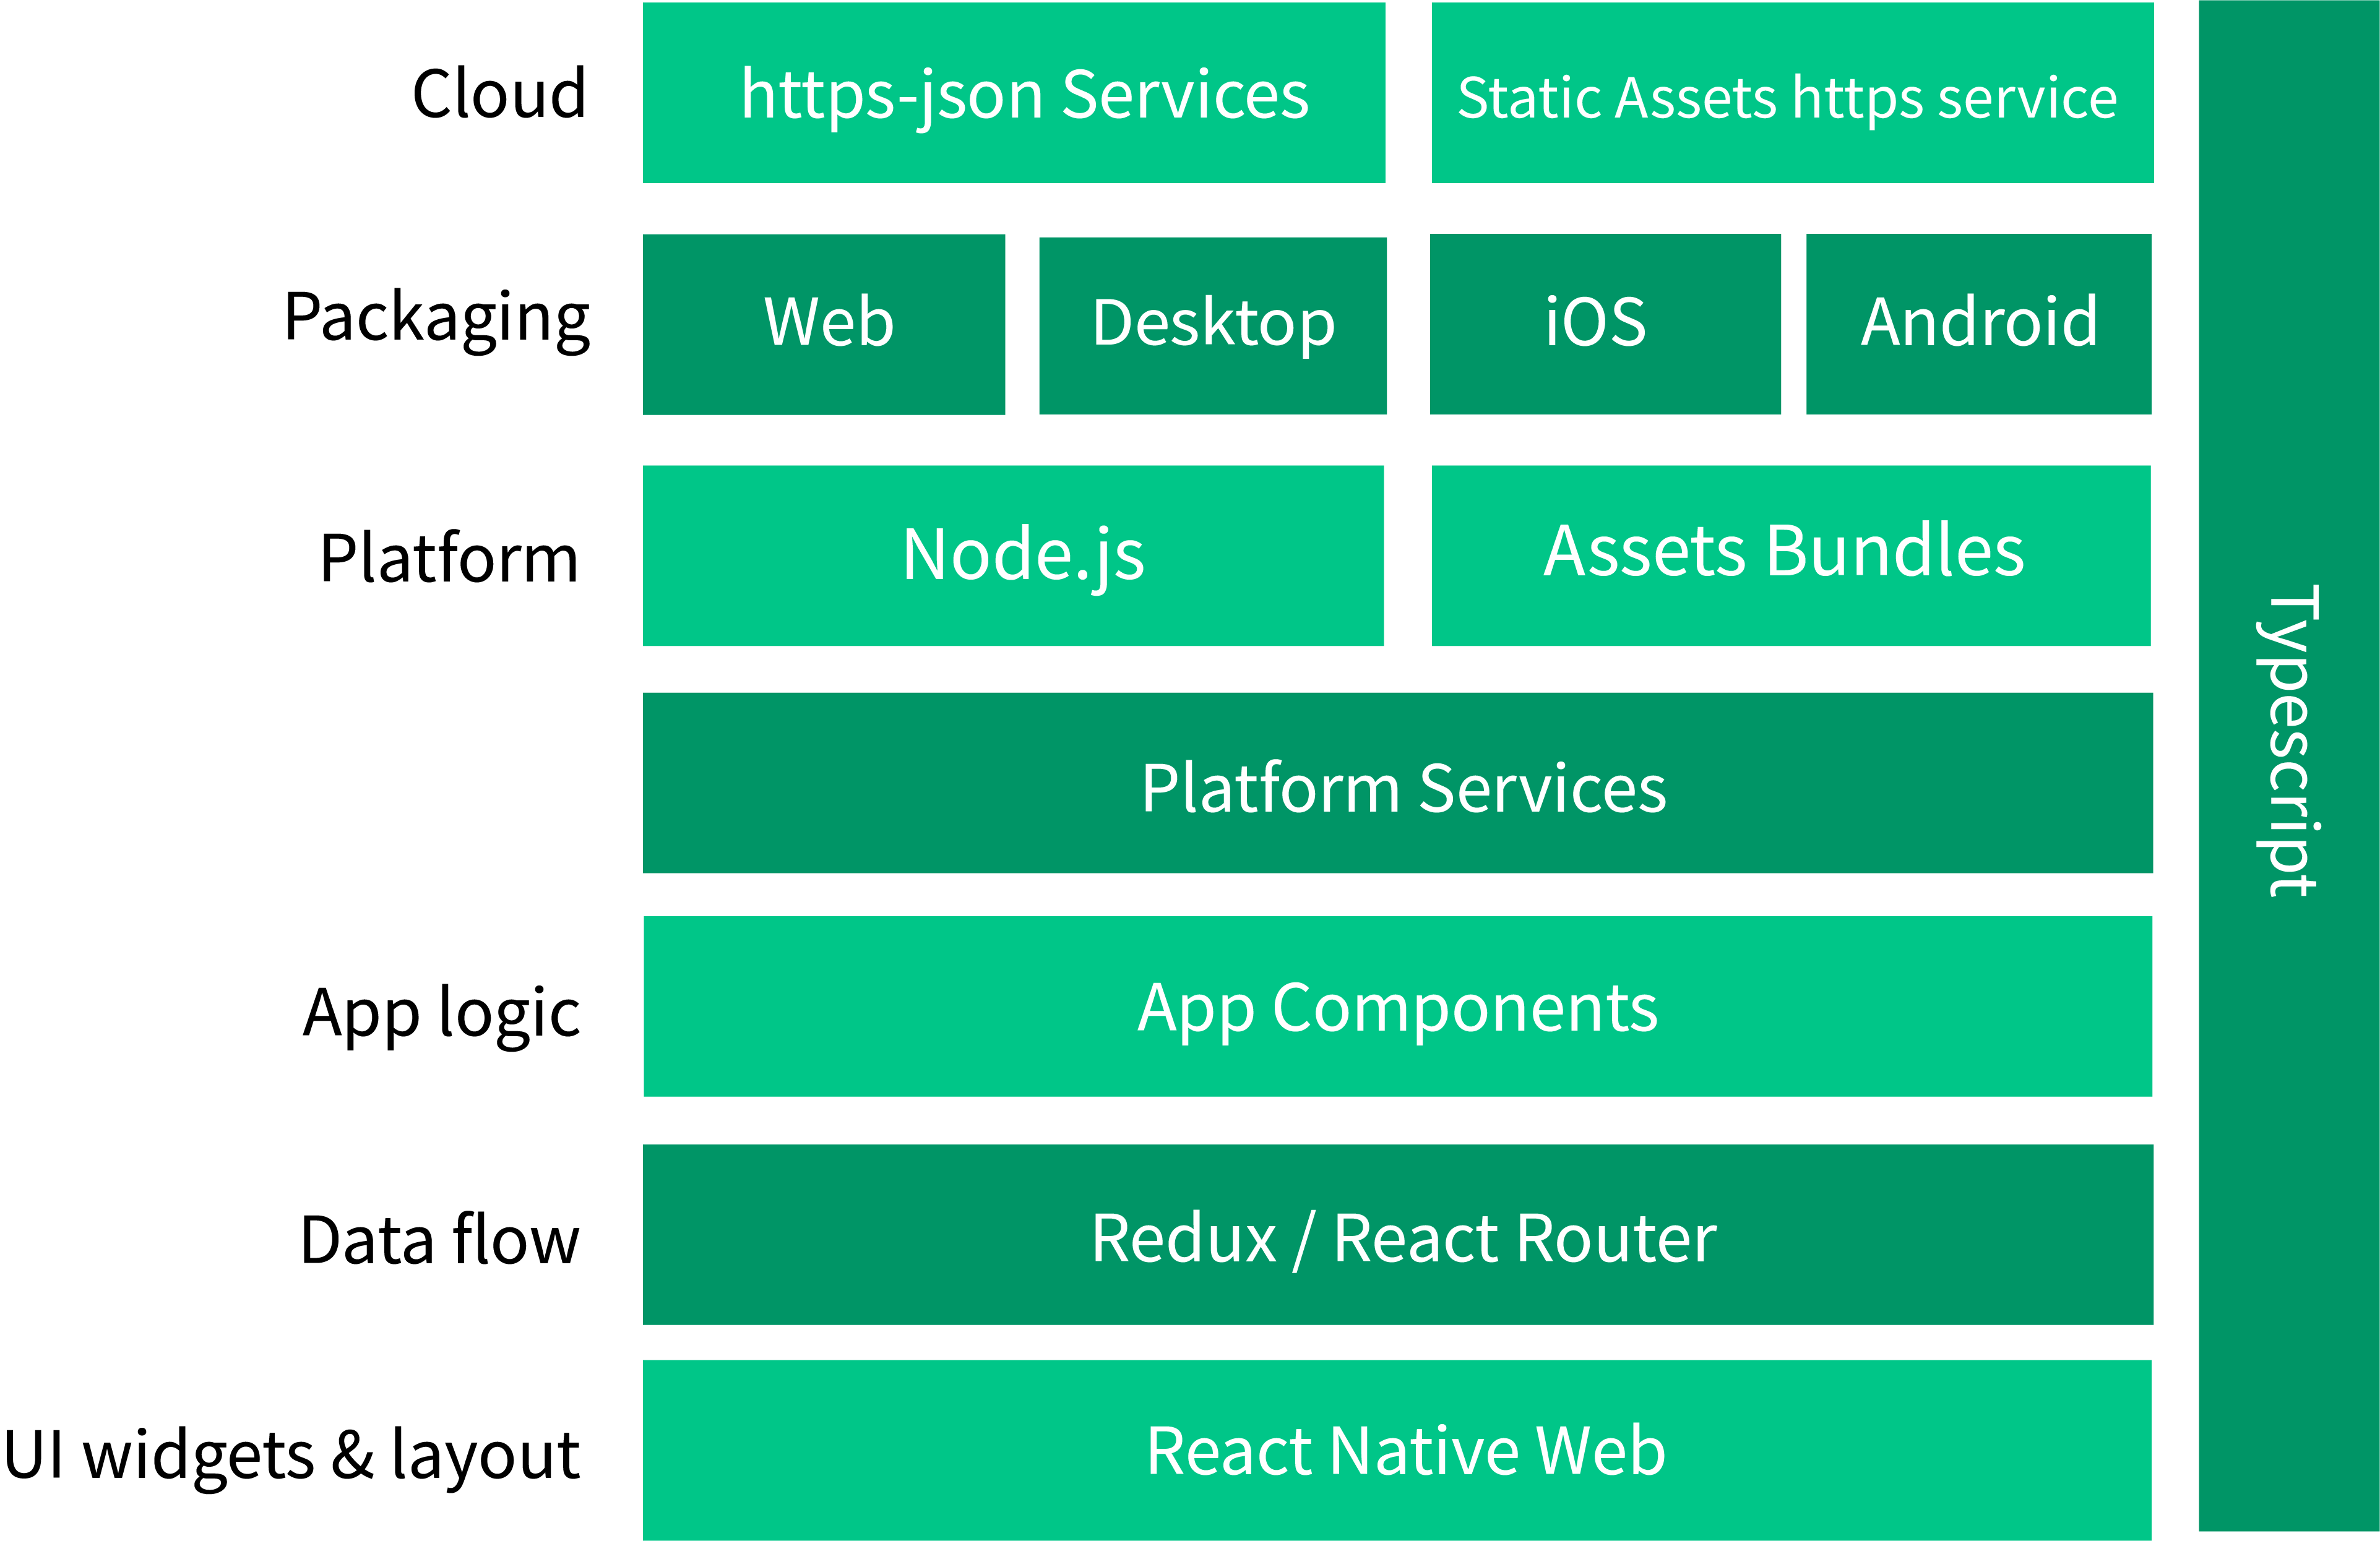 Cloud
https-json Services
Static Assets https service
Packaging
Web
Desktop
iOS
Android
Platform
Node.js
Assets Bundles
Platform Services
App logic
App Components
Data flow
Redux / React Router
UI widgets & layout
React Native Web
Typescript